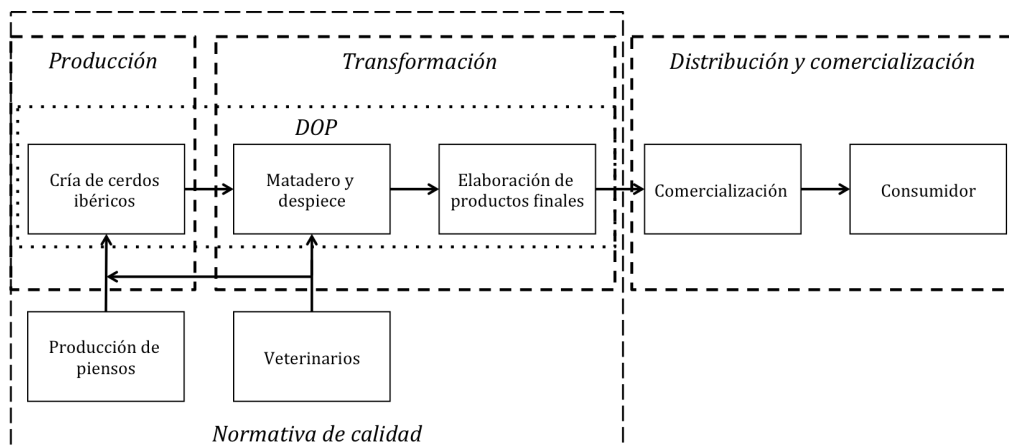 Producción
Transformación
Distribución y comercialización
DOP
Cría de cerdos
ibéricos
Matadero y
despiece
Elaboración de
productos finales
Comercialización
Consumidor
Producción de
piensos
Veterinarios
Normativa de calidad